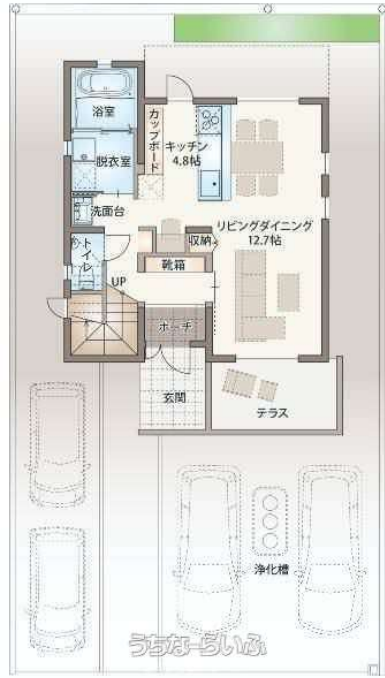 浴室
カップボード
キッチン
4.8帖
脱衣室
洗面台
リビングダイニング
12.7帖
収納
トイレ
靴箱
UP
ポーチ
玄関
テラス
浄化槽
うちなーらいふ